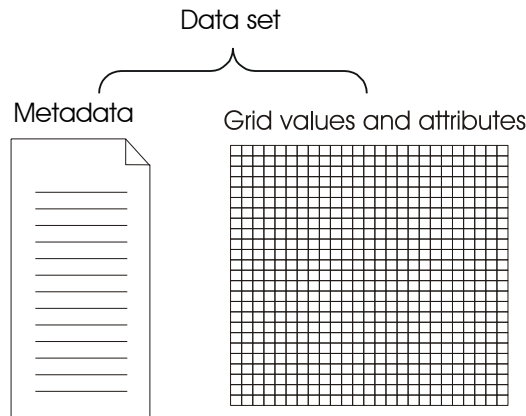 Data set
Metadata
Grid values and attributes